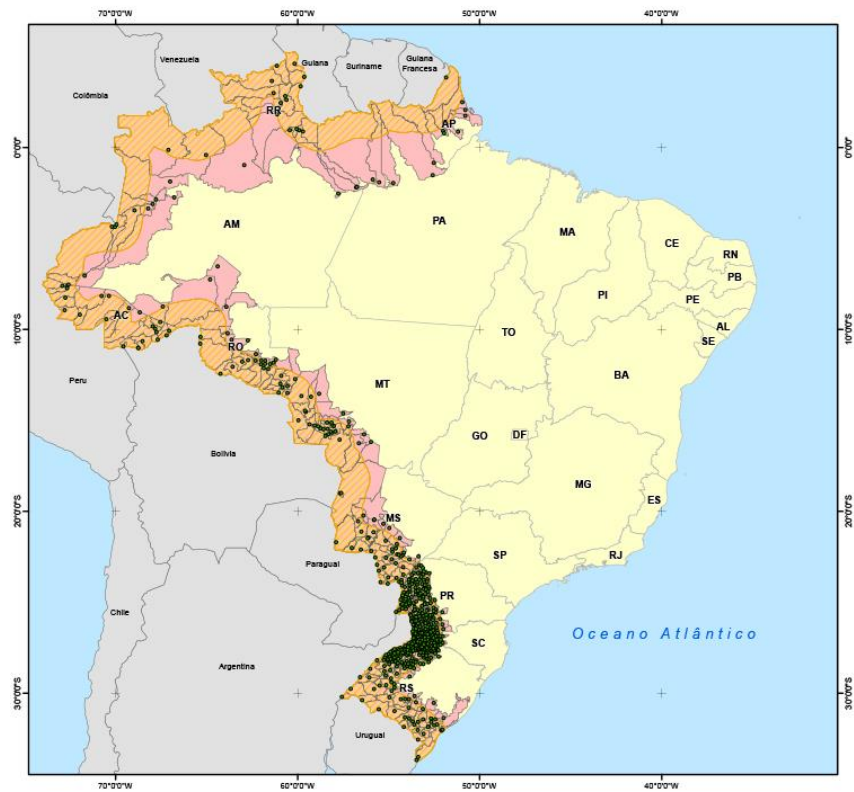 70°0'0"W 60°0'0"W 50°0'0"W 40°0'0"W
Venezuela
Guiana
Suriname
Guiana
Francesa
Colômbia
RR
AP
0°0'0"
0°0'0"
AM
PA
MA
CE
RN
PB
PI
PE
AC
AL
10°0'0"S
10°0'0"S
RO
TO
SE
BA
Peru
MT
GO
DF
Bolívia
MG
ES
20°0'0"S
20°0'0"S
MS
SP
RJ
Paraguai
PR
Chile
SC
Oceano Atlântico
Argentina
RS
30°0'0"S
30°0'0"S
Uruguai
70°0'0"W 60°0'0"W 50°0'0"W 40°0'0"W